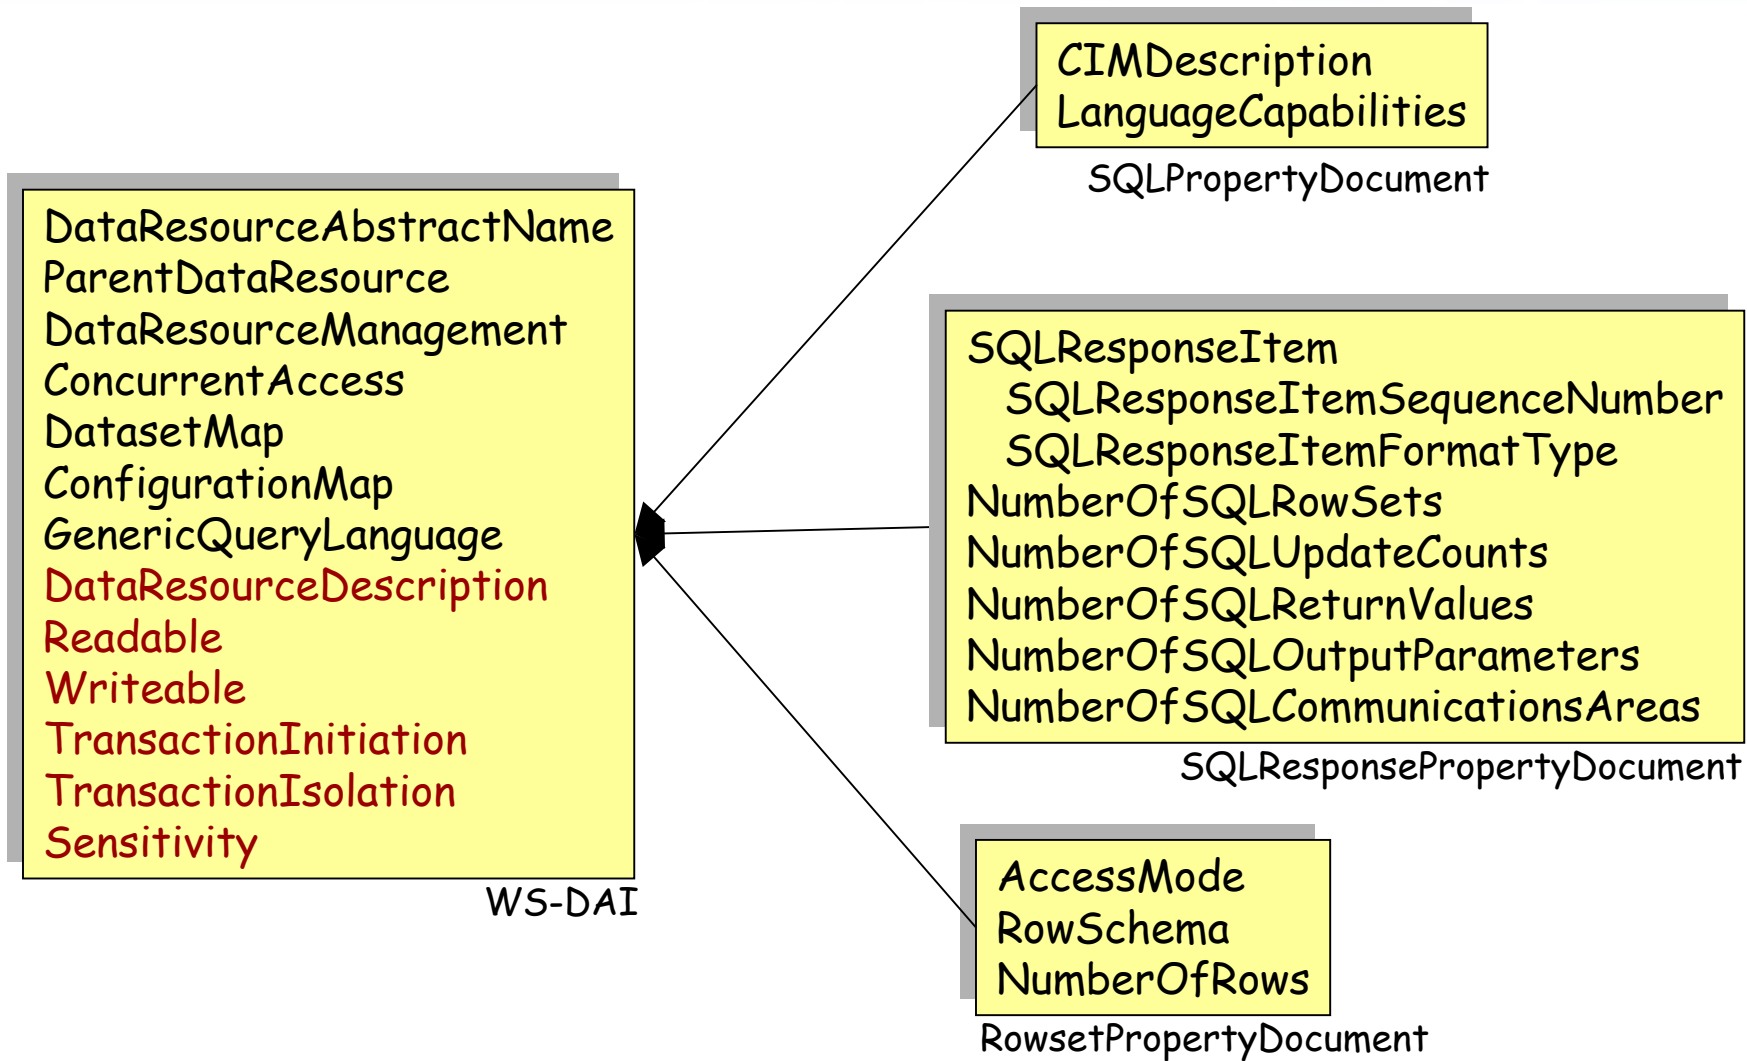 DataResourceAbstractName
ParentDataResource
DataResourceManagement
ConcurrentAccess
DatasetMap
ConfigurationMap
GenericQueryLanguage
DataResourceDescription
Readable
Writeable
TransactionInitiation
TransactionIsolation
Sensitivity
WS-DAI
CIMDescription
LanguageCapabilities
SQLPropertyDocument
SQLResponseItem
SQLResponseItemSequenceNumber
SQLResponseItemFormatType
NumberOfSQLRowSets
NumberOfSQLUpdateCounts
NumberOfSQLReturnValues
NumberOfSQLOutputParameters
NumberOfSQLCommunicationsAreas
SQLResponsePropertyDocument
AccessMode
RowSchema
NumberOfRows
RowsetPropertyDocument